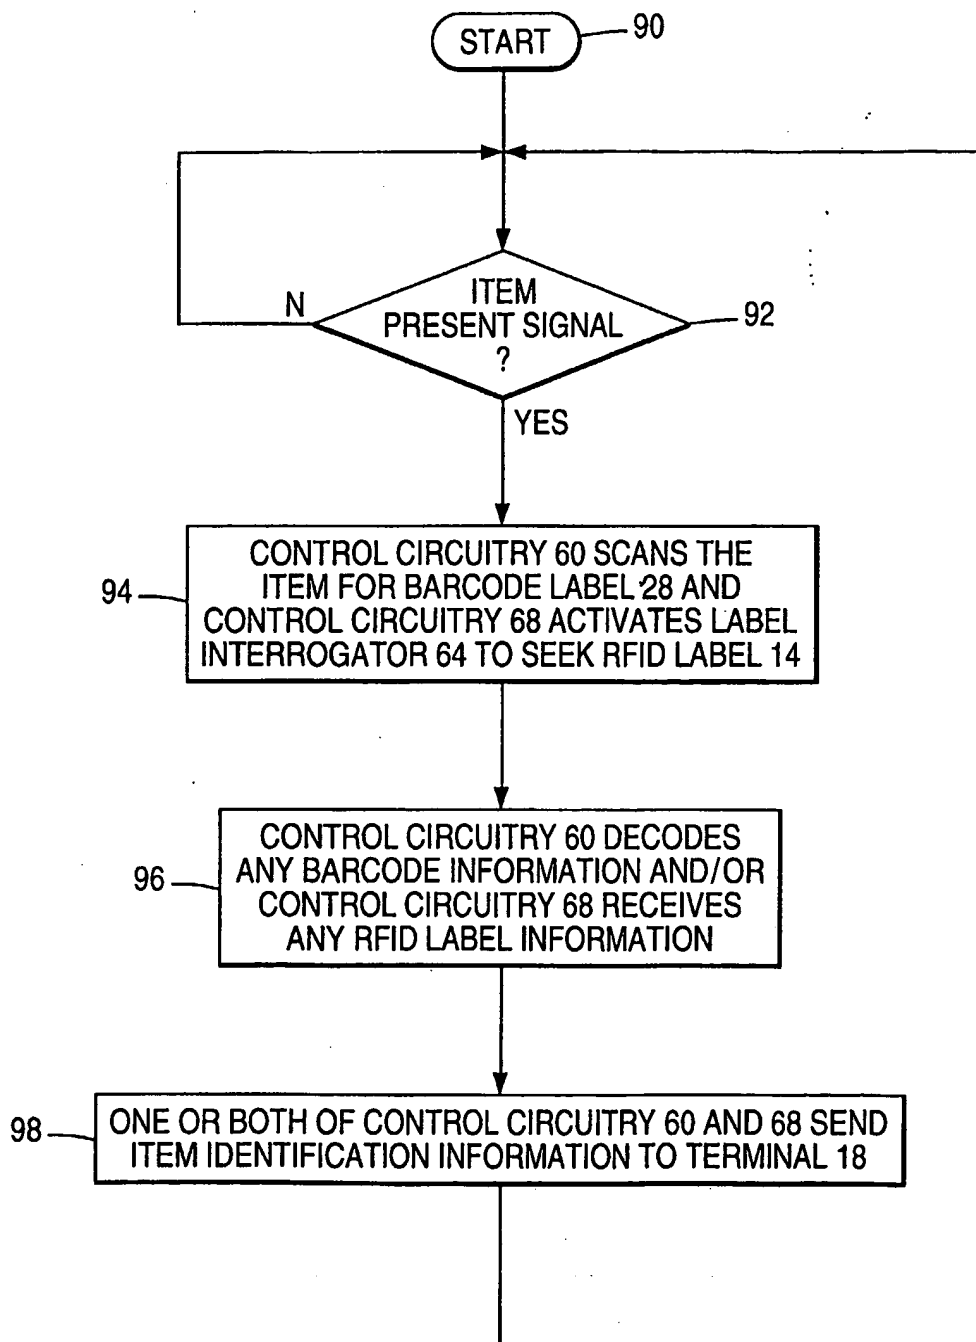 START
90
ITEM
PRESENT SIGNAL
?
92
N
YES
94
CONTROL CIRCUITRY 60 SCANS THE
ITEM FOR BARCODE LABEL 28 AND
CONTROL CIRCUITRY 68 ACTIVATES LABEL
INTERROGATOR 64 TO SEEK RFID LABEL 14
96
CONTROL CIRCUITRY 60 DECODES
ANY BARCODE INFORMATION AND/OR
CONTROL CIRCUITRY 68 RECEIVES
ANY RFID LABEL INFORMATION
98
ONE OR BOTH OF CONTROL CIRCUITRY 60 AND 68 SEND
ITEM IDENTIFICATION INFORMATION TO TERMINAL 18